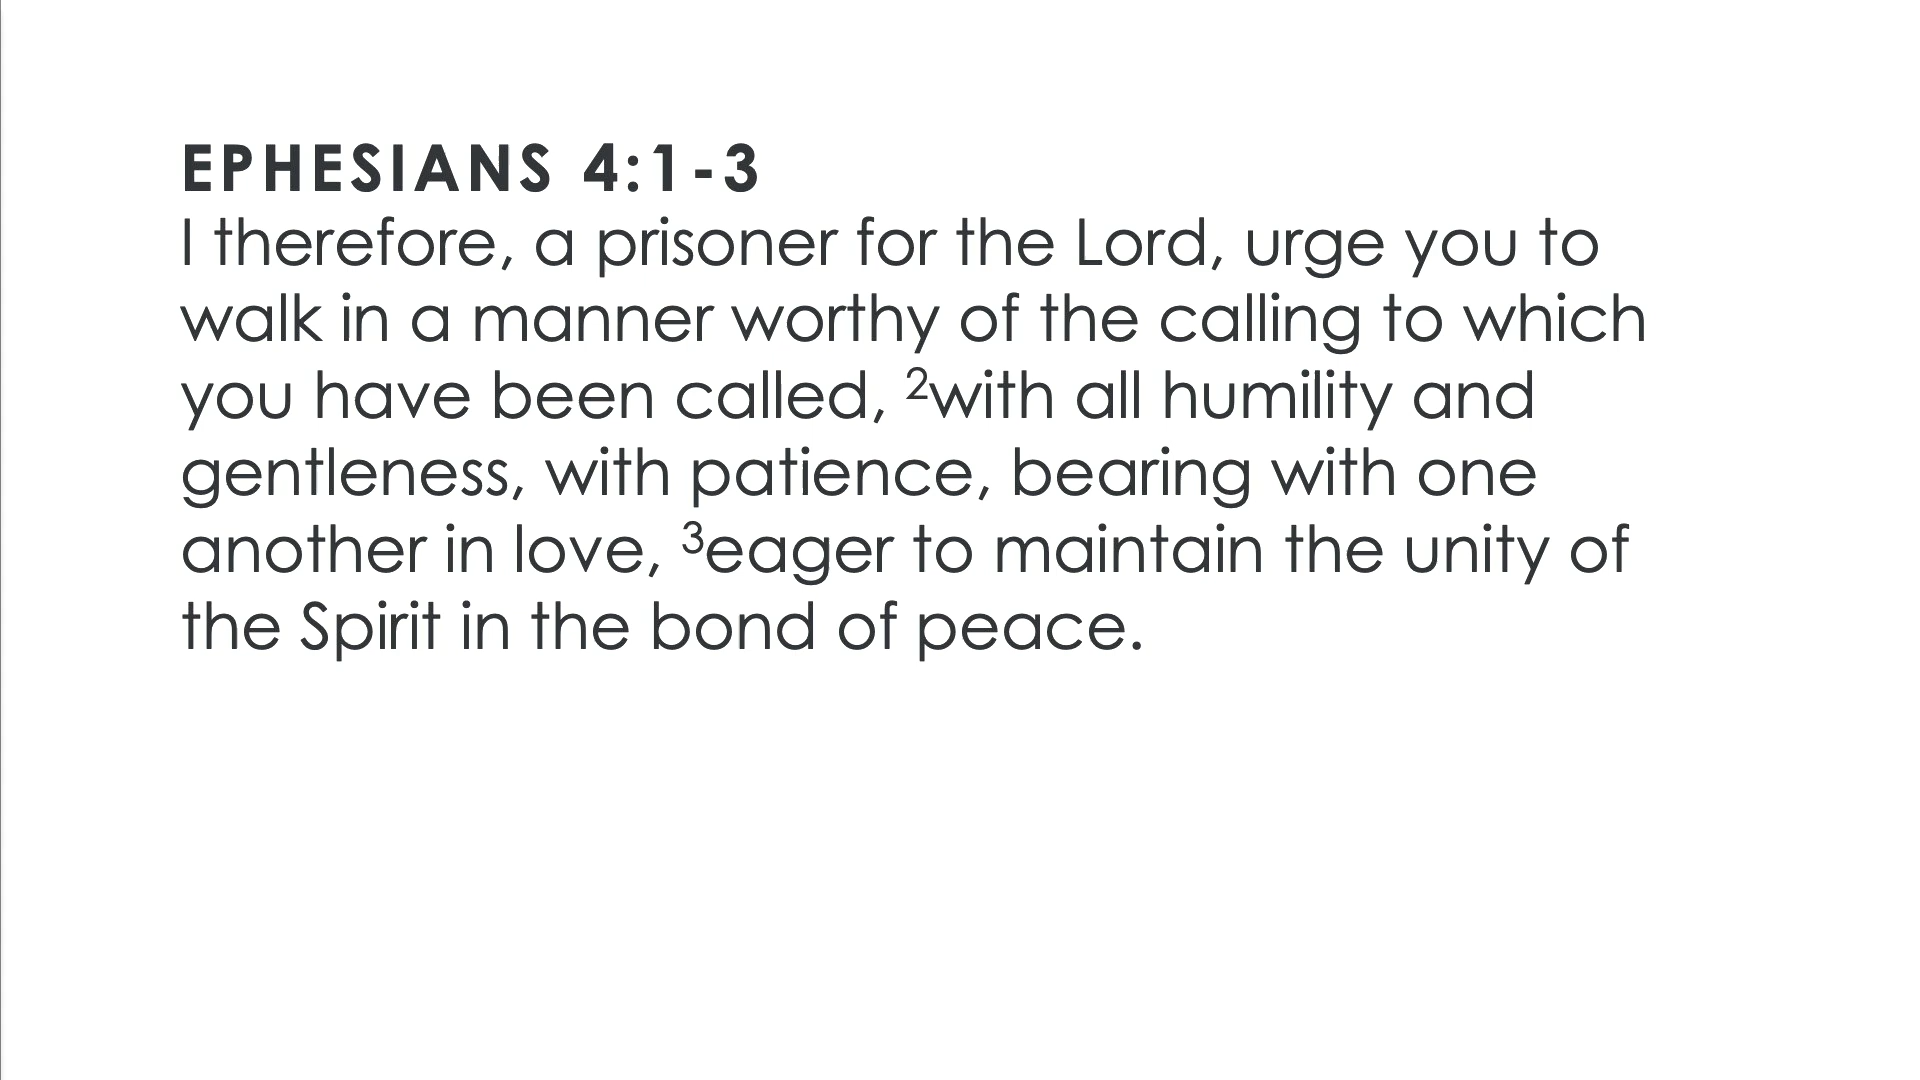 EPHESIANS 4:1-3
I therefore, a prisoner for the Lord, urge you to
walk in a manner worthy of the calling to which
you have been called, ²with all humility and
gentleness, with patience, bearing with one
another in love, ³eager to maintain the unity of
the Spirit in the bond of peace.